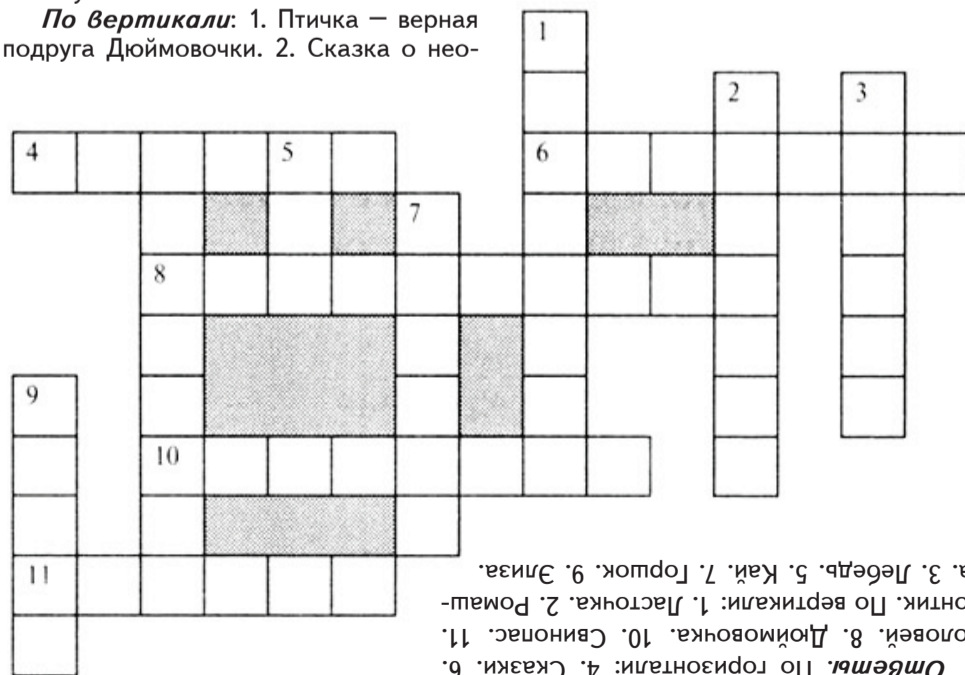 По вертикали: 1. Птичка – верная
подруга Дюймовочки. 2. Сказка о нео-
1
2 3
4 5 6
7
8
9
10
11
Ответы. По горизонтали: 4. Сказки. 6.
оловей. 8. Дюймовочка. 10. Свинопас. 11.
онтик. По вертикали: 1. Ласточка. 2. Ромаш-
а. 3. Лебедь. 5. Кай. 7. Горшок. 9. Элиза.